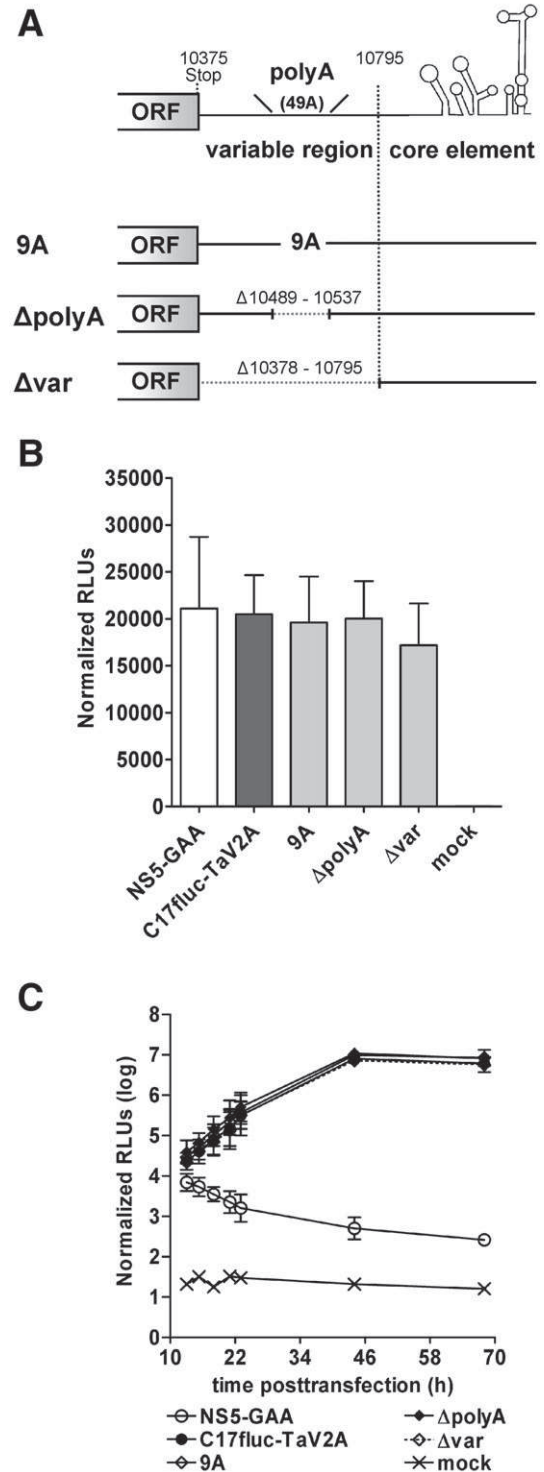 A
10375
Stop
polyA
(49A)
10795
ORF
variable region
core element
9A
ORF
9A
ΔpolyA
ORF
Δ10489 - 10537
Δvar
ORF
Δ10378 - 10795
B
Normalized RLUs
35000
30000
25000
20000
15000
10000
5000
0
NS5-GAA
C17fluc-TaV2A
9A
ΔpolyA
Δvar
mock
C
Normalized RLUs (log)
8
7
6
5
4
3
2
1
0
10 22 34 46 58 70
time posttransfection (h)
NS5-GAA
C17fluc-TaV2A
9A
ΔpolyA
Δvar
mock